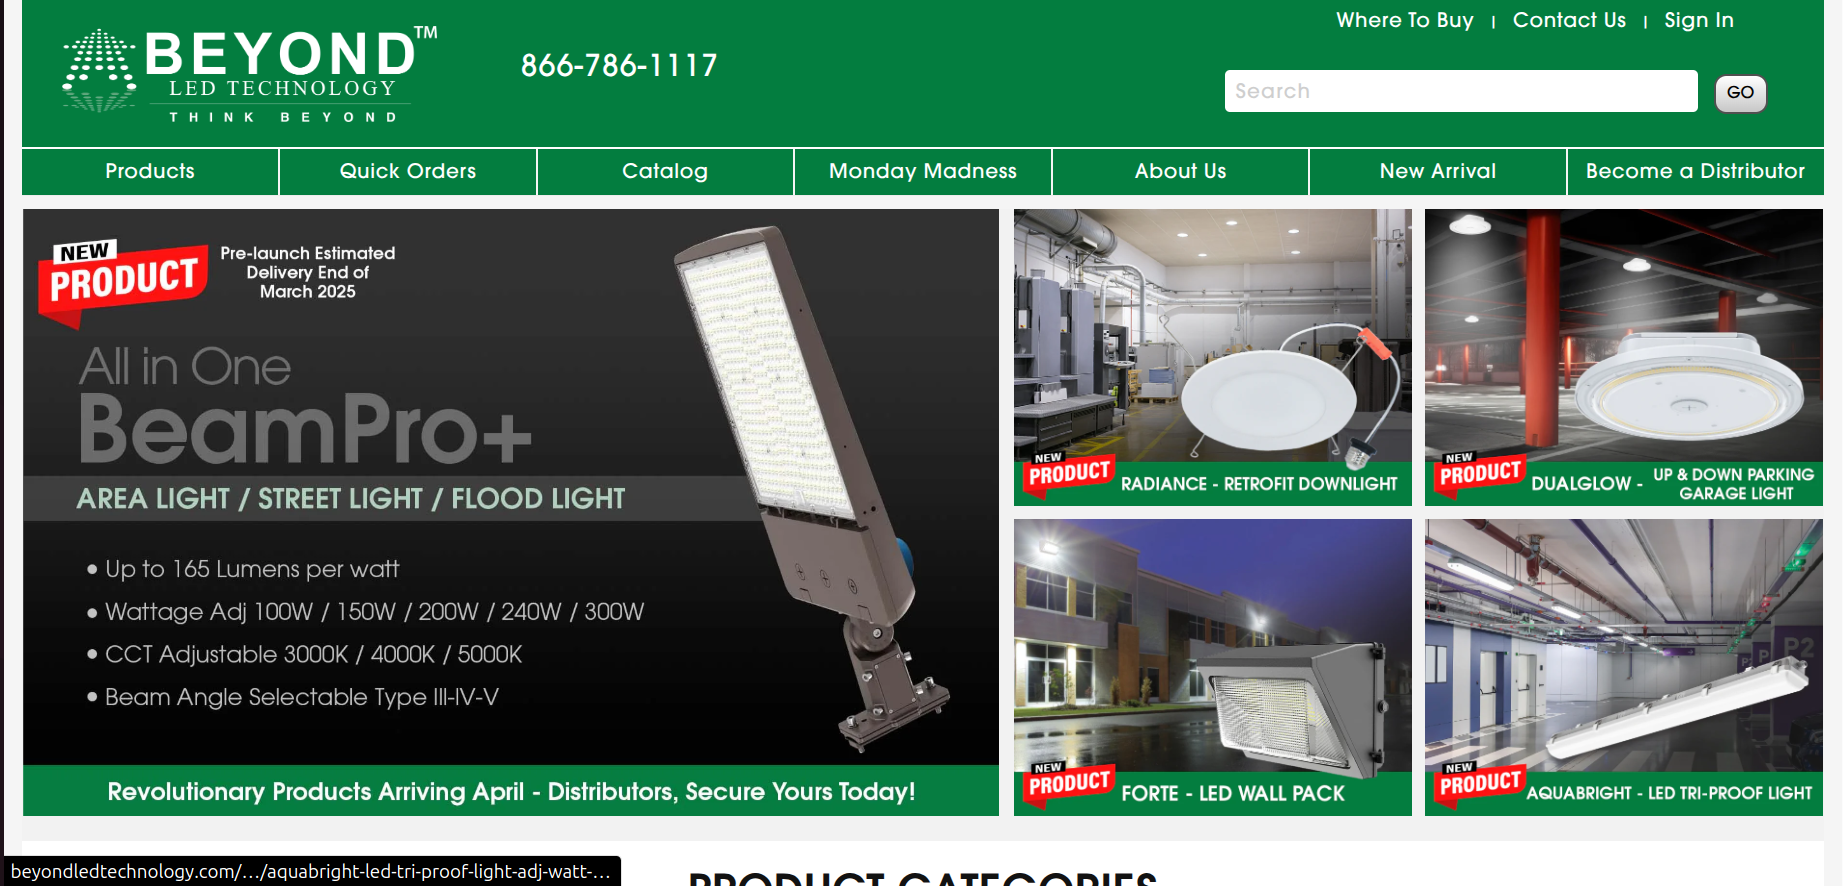 BEYOND™
LED TECHNOLOGY
THINK BEYOND
866-786-1117
Where To Buy | Contact Us | Sign In
Search
GO
Products
Quick Orders
Catalog
Monday Madness
About Us
New Arrival
Become a Distributor
NEW
PRODUCT
Pre-launch Estimated
Delivery End of
March 2025
All in One
BeamPro+
AREA LIGHT / STREET LIGHT / FLOOD LIGHT
• Up to 165 Lumens per watt
• Wattage Adj 100W / 150W / 200W / 240W / 300W
• CCT Adjustable 3000K / 4000K / 5000K
• Beam Angle Selectable Type III-IV-V
Revolutionary Products Arriving April - Distributors, Secure Yours Today!
NEW
PRODUCT
RADIANCE - RETROFIT DOWNLIGHT
NEW
PRODUCT
DUALGLOW - UP & DOWN PARKING
GARAGE LIGHT
NEW
PRODUCT
FORTE - LED WALL PACK
P2
NEW
PRODUCT
AQUABRIGHT - LED TRI-PROOF LIGHT
PRODUCT CATEGORIES
beyondledtechnology.com/.../aquabright-led-tri-proof-light-adj-watt-...